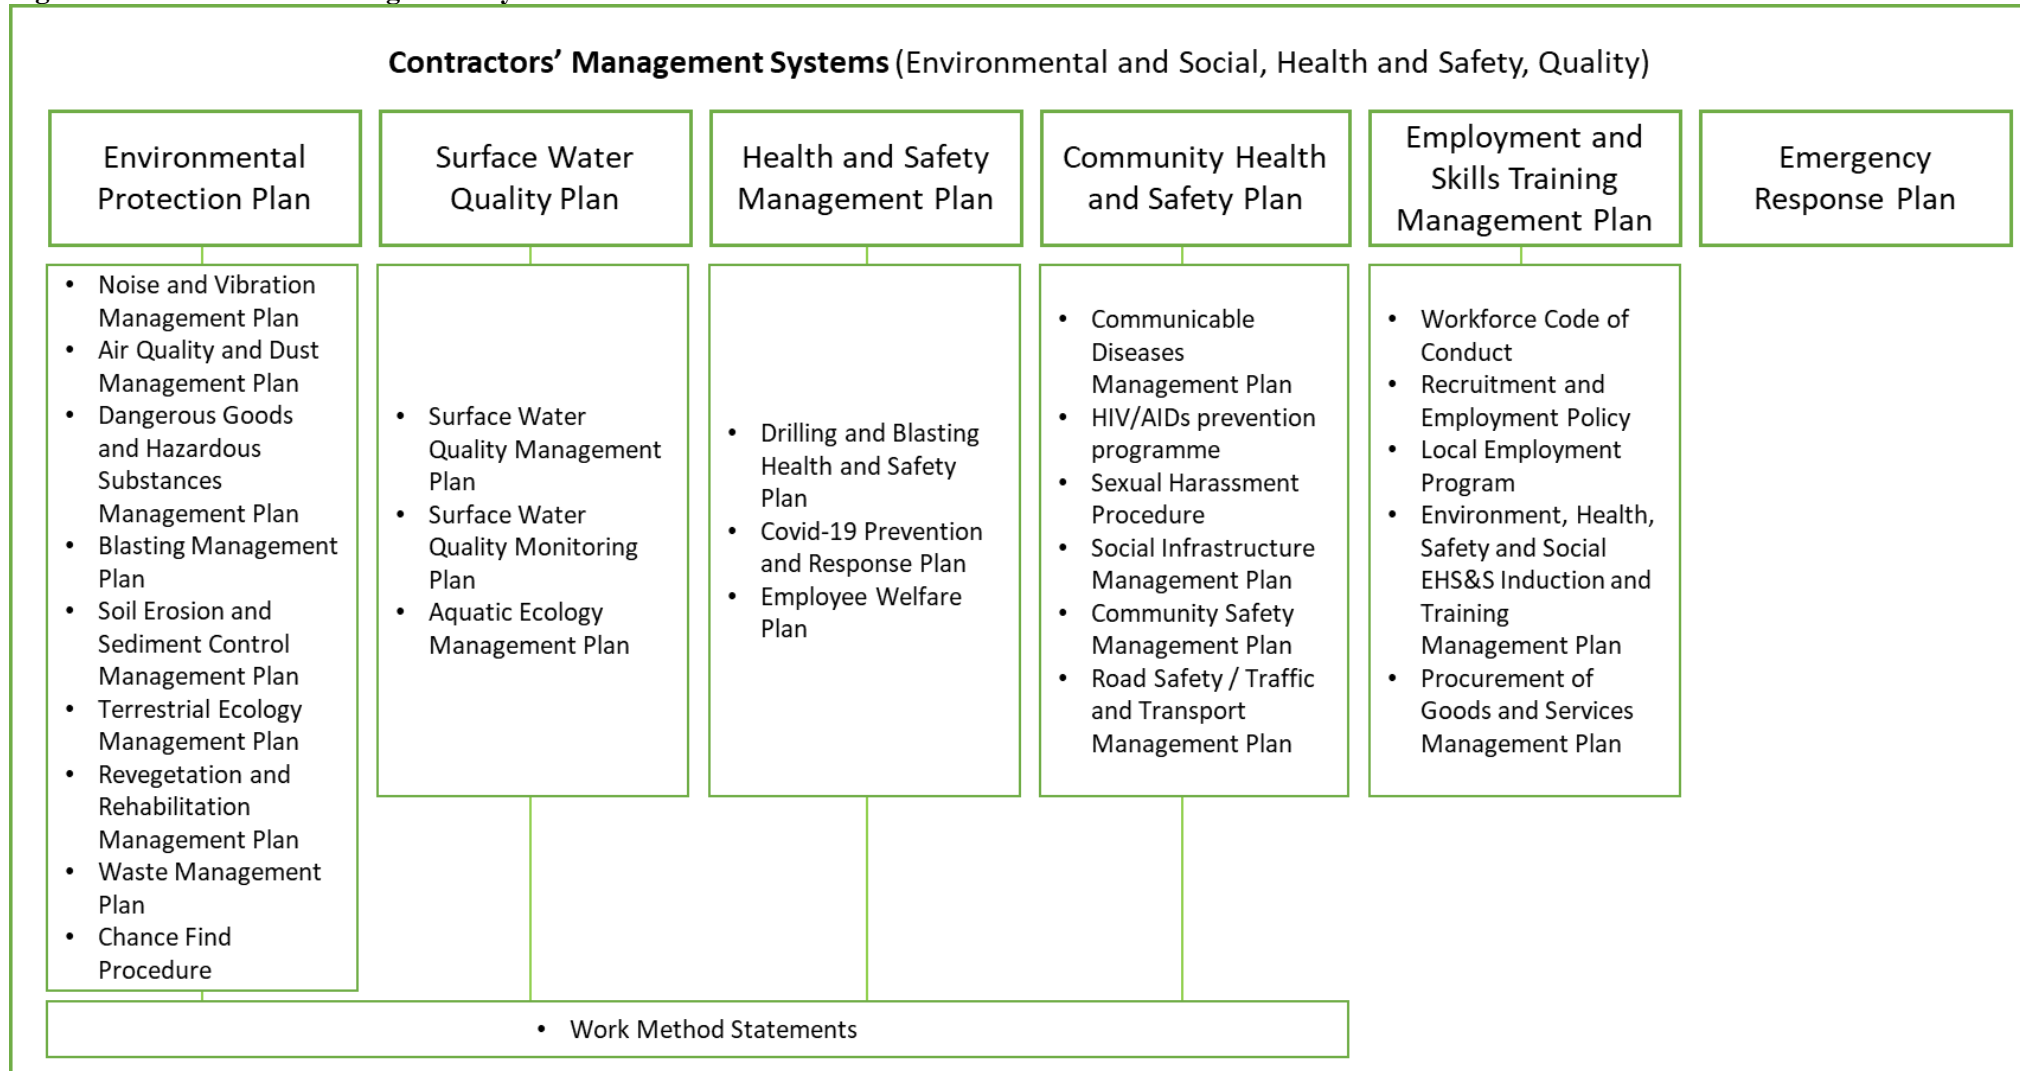 Contractors’ Management Systems (Environmental and Social, Health and Safety, Quality)
Environmental
Protection Plan
Surface Water
Quality Plan
Health and Safety
Management Plan
Community Health
and Safety Plan
Employment and
Skills Training
Management Plan
Emergency
Response Plan
• Noise and Vibration
Management Plan
• Air Quality and Dust
Management Plan
• Dangerous Goods
and Hazardous
Substances
Management Plan
• Blasting Management
Plan
• Soil Erosion and
Sediment Control
Management Plan
• Terrestrial Ecology
Management Plan
• Revegetation and
Rehabilitation
Management Plan
• Waste Management
Plan
• Chance Find
Procedure
• Surface Water
Quality Management
Plan
• Surface Water
Quality Monitoring
Plan
• Aquatic Ecology
Management Plan
• Drilling and Blasting
Health and Safety
Plan
• Covid-19 Prevention
and Response Plan
• Employee Welfare
Plan
• Communicable
Diseases
Management Plan
• HIV/AIDs prevention
programme
• Sexual Harassment
Procedure
• Social Infrastructure
Management Plan
• Community Safety
Management Plan
• Road Safety / Traffic
and Transport
Management Plan
• Workforce Code of
Conduct
• Recruitment and
Employment Policy
• Local Employment
Program
• Environment, Health,
Safety and Social
EHS&S Induction and
Training
Management Plan
• Procurement of
Goods and Services
Management Plan
• Work Method Statements